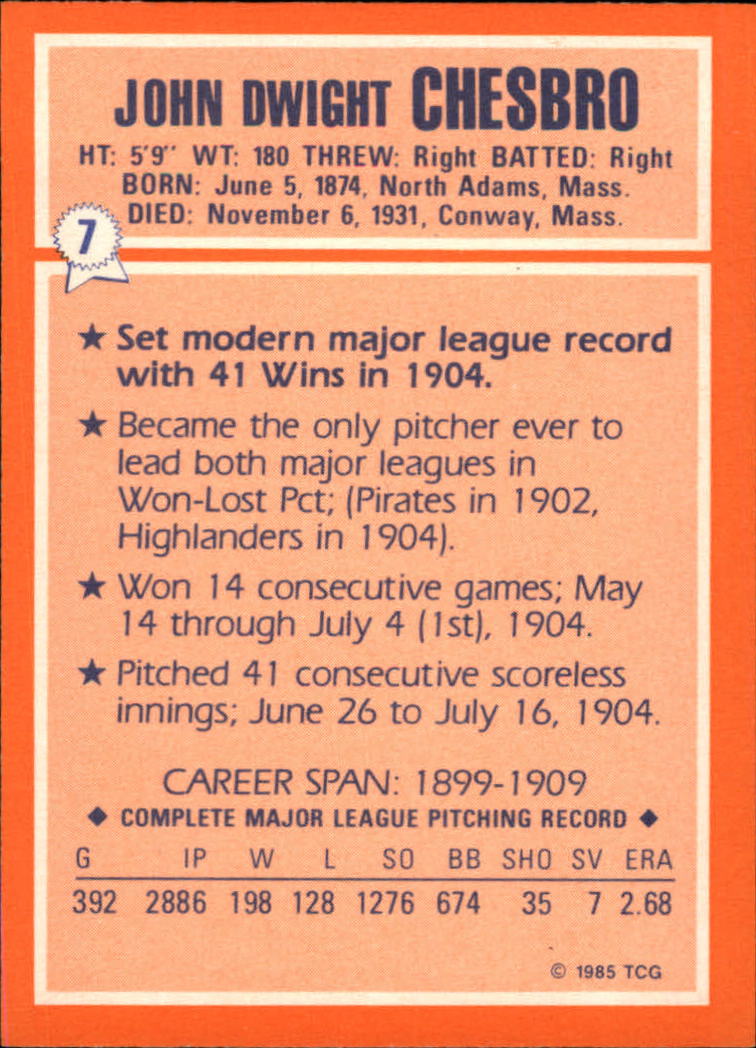 JOHN DWIGHT CHESBRO
HT: 5'9" WT: 180 THREW: Right BATTED: Right
BORN: June 5, 1874, North Adams, Mass.
DIED: November 6, 1931, Conway, Mass.
7
★ Set modern major league record
with 41 Wins in 1904.
★ Became the only pitcher ever to
lead both major leagues in
Won-Lost Pct; (Pirates in 1902,
Highlanders in 1904).
★ Won 14 consecutive games; May
14 through July 4 (1st), 1904.
★ Pitched 41 consecutive scoreless
innings; June 26 to July 16, 1904.
CAREER SPAN: 1899-1909
◆ COMPLETE MAJOR LEAGUE PITCHING RECORD ◆
G IP W L SO BB SHO SV ERA
392 2886 198 128 1276 674 35 7 2.68
© 1985 TCG